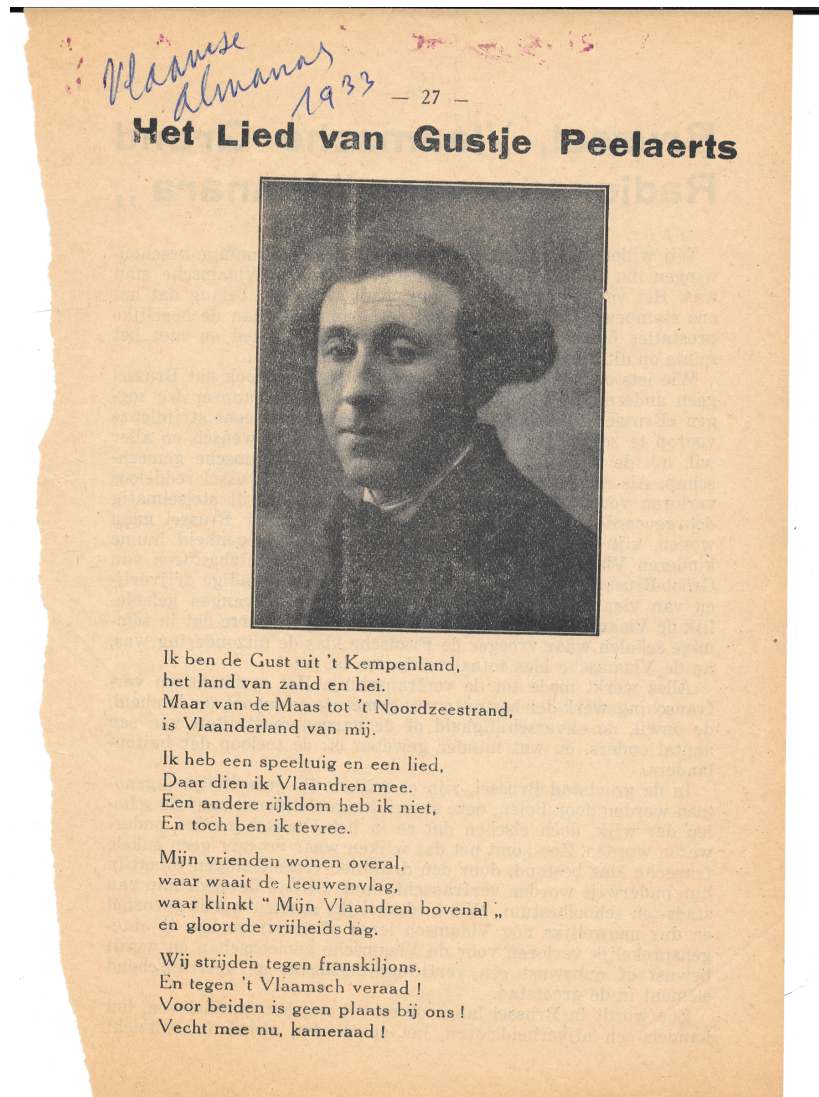 Vlaamse
almanas
1933
— 27 —
Het Lied van Gustje Peelaerts
Ik ben de Gust uit 't Kempenland,
het land van zand en hei.
Maar van de Maas tot 't Noordzeestrand,
is Vlaanderland van mij.
Ik heb een speeltuig en een lied,
Daar dien ik Vlaandren mee.
Een andere rijkdom heb ik niet,
En toch ben ik tevree.
Mijn vrienden wonen overal,
waar waait de leeuwenvlag,
waar klinkt “ Mijn Vlaandren bovenal „
en gloort de vrijheidsdag.
Wij strijden tegen franskiljons.
En tegen 't Vlaamsch veraad !
Voor beiden is geen plaats bij ons !
Vecht mee nu, kameraad !